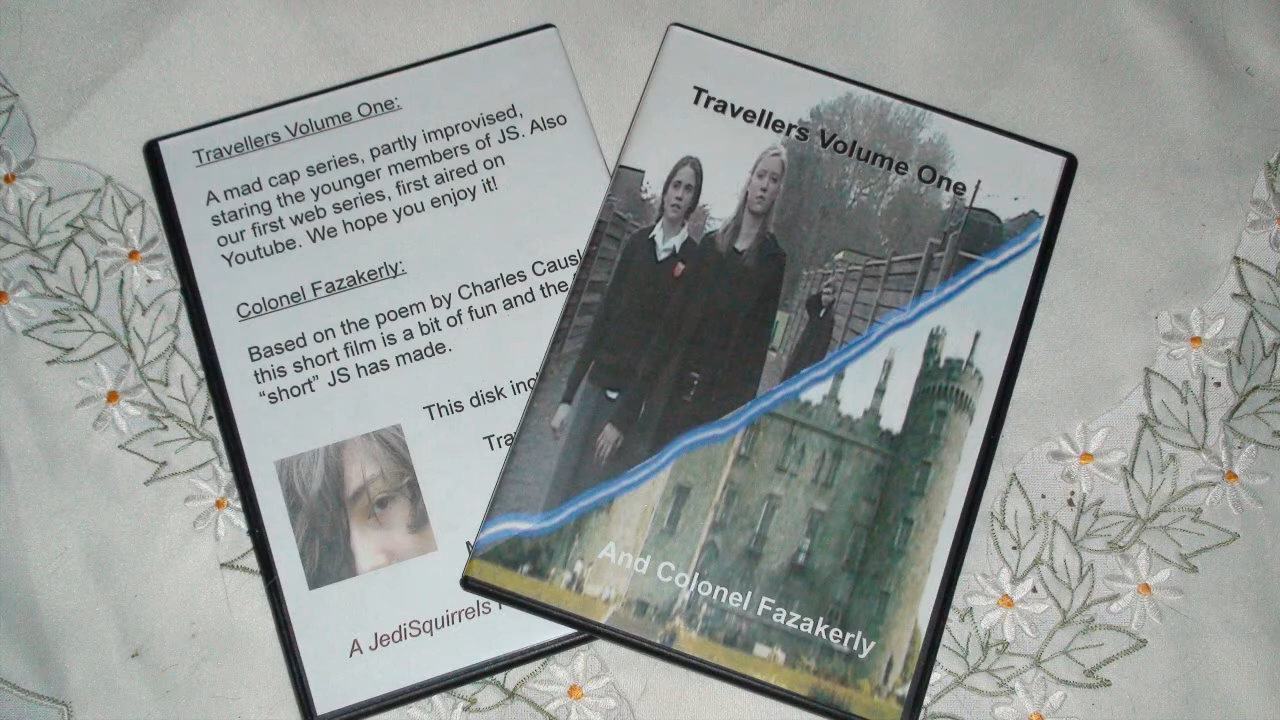 Travellers Volume One:
A mad cap series, partly improvised,
staring the younger members of JS. Also
our first web series, first aired on
Youtube. We hope you enjoy it!
Colonel Fazakerly:
Based on the poem by Charles
this short film is a bit of fun and the
“short” JS has made.
This disk
A JediSquirrels
Travellers Volume One
And Colonel Fazakerly